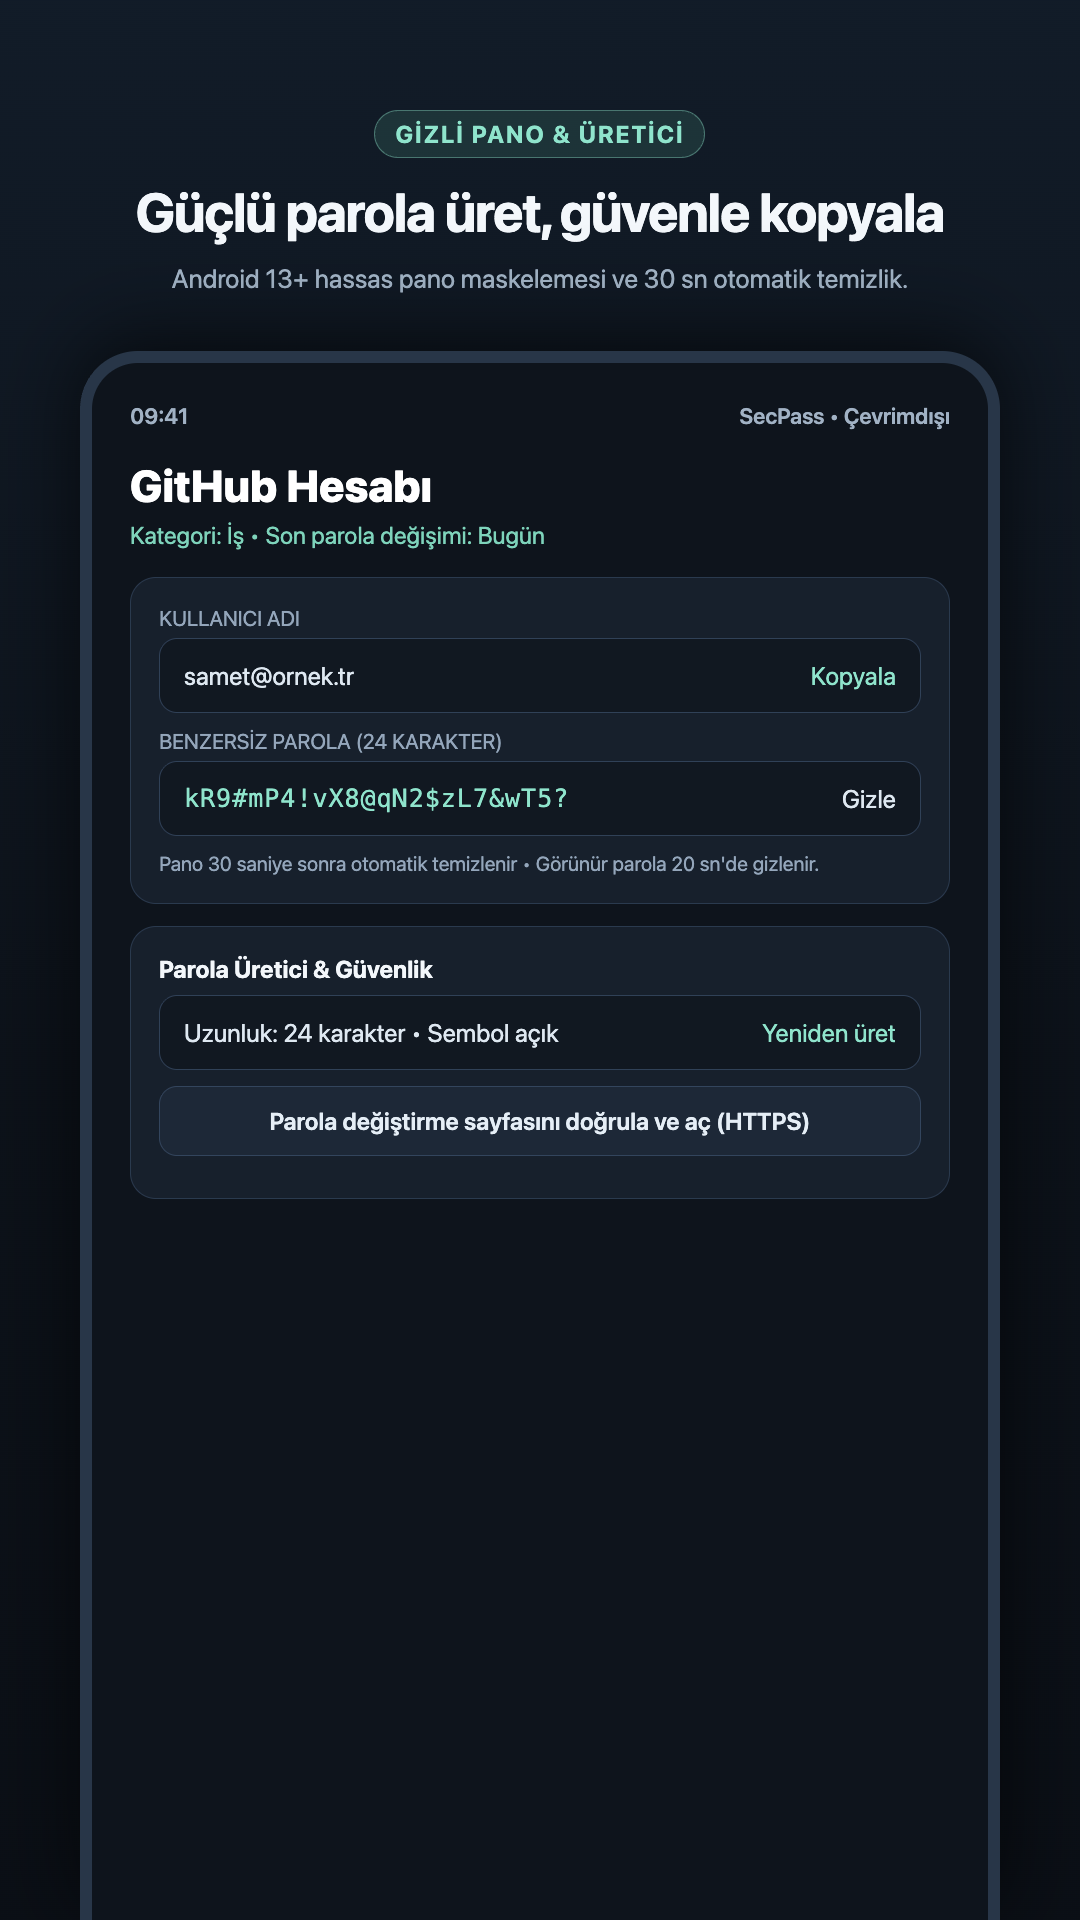 GİZLİ PANO & ÜRETİCİ
Güçlü parola üret, güvenle kopyala
Android 13+ hassas pano maskelemesi ve 30 sn otomatik temizlik.
09:41
SecPass • Çevrimdışı
GitHub Hesabı
Kategori: İş • Son parola değişimi: Bugün
KULLANICI ADI
samet@ornek.tr
Kopyala
BENZERSİZ PAROLA (24 KARAKTER)
kR9#mP4!vX8@qN2$zL7&wT5?
Gizle
Pano 30 saniye sonra otomatik temizlenir • Görünür parola 20 sn'de gizlenir.
Parola Üretici & Güvenlik
Uzunluk: 24 karakter • Sembol açık
Yeniden üret
Parola değiştirme sayfasını doğrula ve aç (HTTPS)